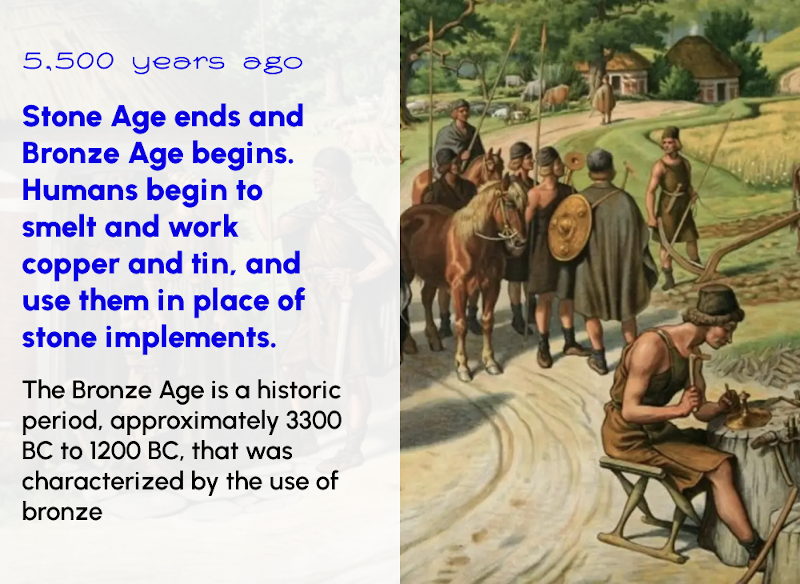 5,500 years ago
Stone Age ends and
Bronze Age begins.
Humans begin to
smelt and work
copper and tin, and
use them in place of
stone implements.
The Bronze Age is a historic
period, approximately 3300
BC to 1200 BC, that was
characterized by the use of
bronze